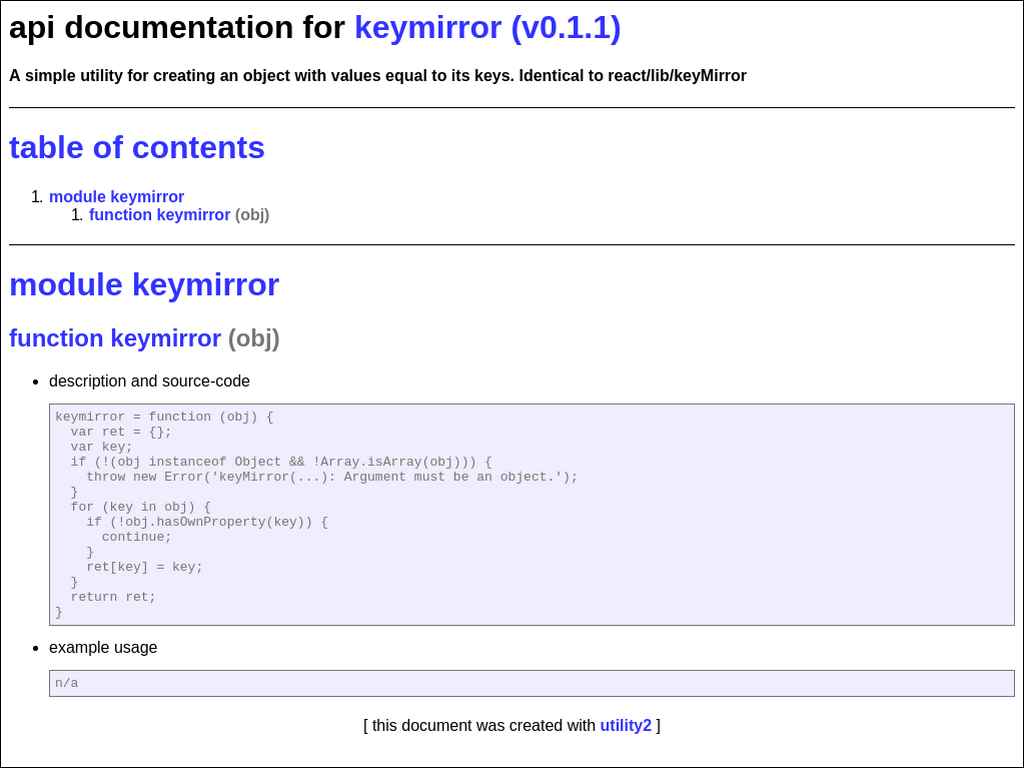 api documentation for keymirror (v0.1.1)
A simple utility for creating an object with values equal to its keys. Identical to react/lib/keyMirror
table of contents
1. module keymirror
1. function keymirror (obj)
module keymirror
function keymirror (obj)
• description and source-code
keymirror = function (obj) {
  var ret = {};
  var key;
  if (!(obj instanceof Object && !Array.isArray(obj))) {
    throw new Error('keyMirror(...): Argument must be an object.');
  }
  for (key in obj) {
    if (!obj.hasOwnProperty(key)) {
      continue;
    }
    ret[key] = key;
  }
  return ret;
}
• example usage
n/a
[ this document was created with utility2 ]